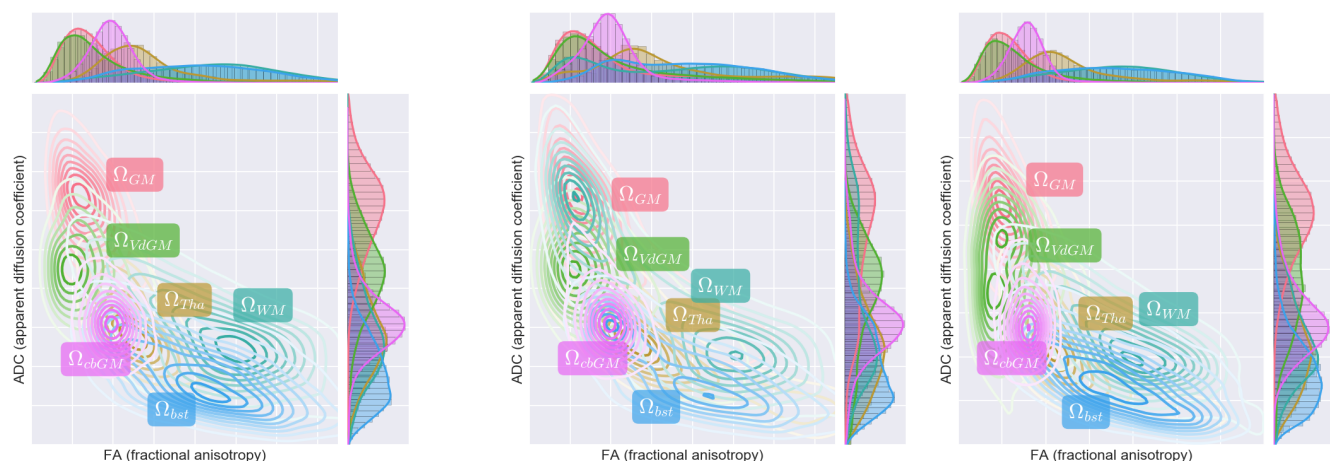 ADC (apparent diffusion coefficient)
Ω_GM
Ω_VdGM
Ω_Tha
Ω_WM
Ω_cbGM
Ω_bst
FA (fractional anisotropy)
ADC (apparent diffusion coefficient)
Ω_GM
Ω_VdGM
Ω_WM
Ω_Tha
Ω_cbGM
Ω_bst
FA (fractional anisotropy)
ADC (apparent diffusion coefficient)
Ω_GM
Ω_VdGM
Ω_Tha
Ω_WM
Ω_cbGM
Ω_bst
FA (fractional anisotropy)